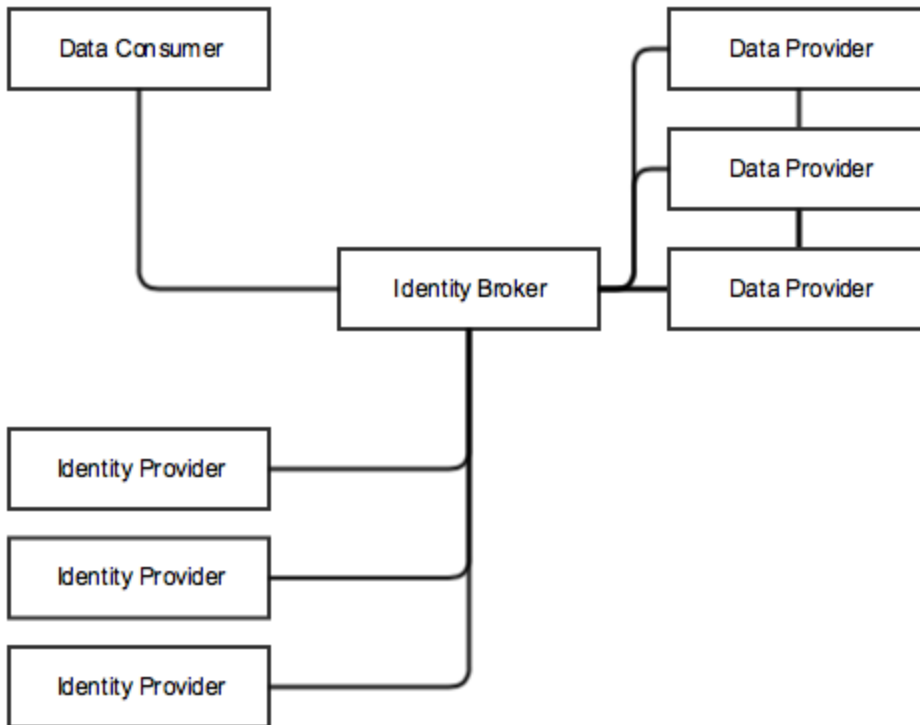 Data Consumer
Data Provider
Data Provider
Identity Broker
Data Provider
Identity Provider
Identity Provider
Identity Provider